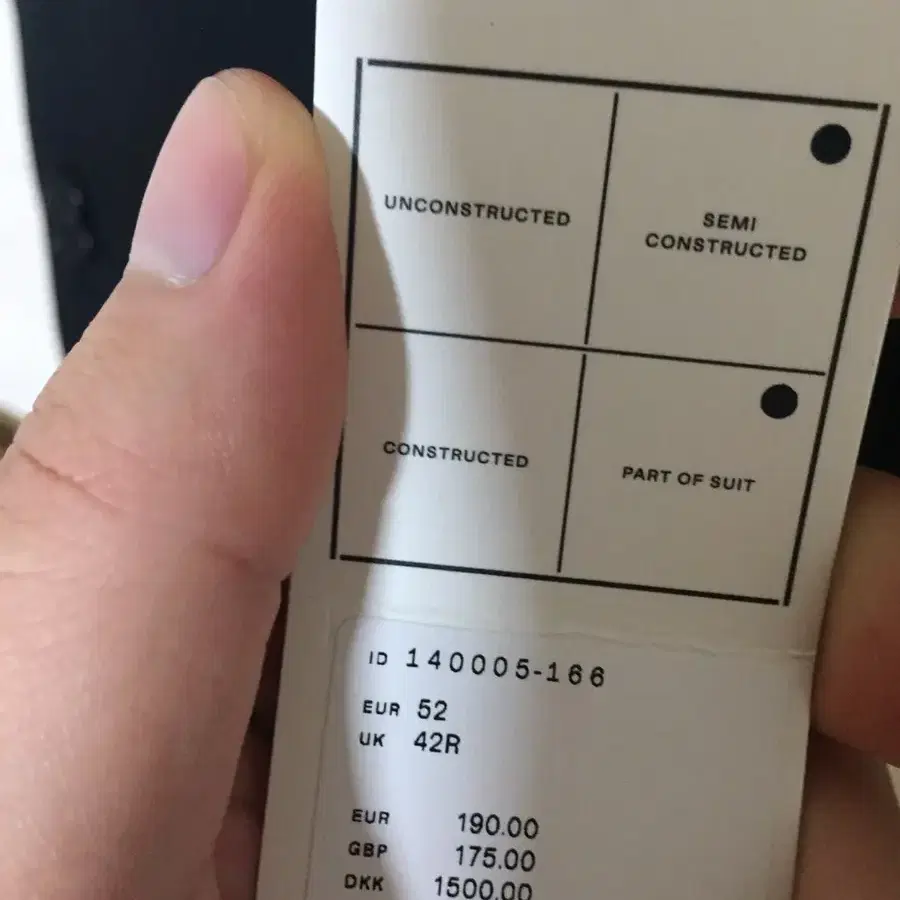 UNCONSTRUCTED
SEMI
CONSTRUCTED
CONSTRUCTED
PART OF SUIT
ID 140005-166
EUR 52
UK 42R
EUR 190.00
GBP 175.00
DKK 1500.00